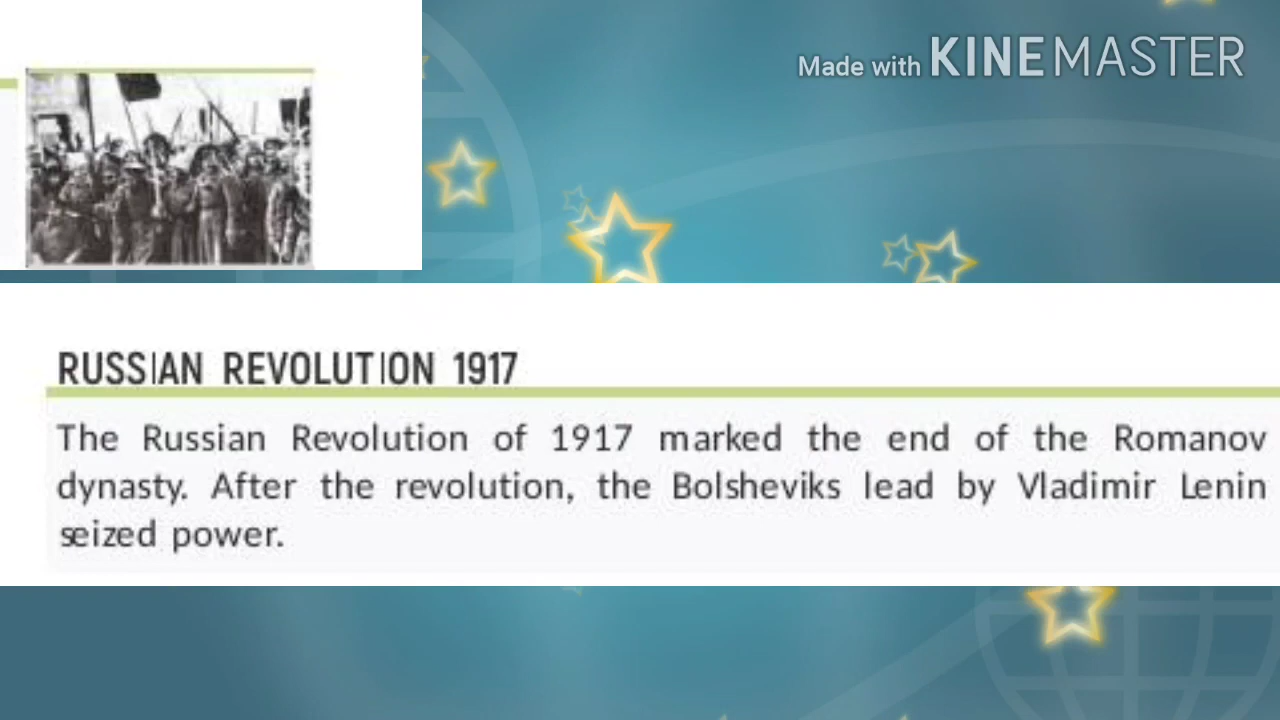 Made with KINEMASTER
RUSSIAN REVOLUTION 1917
The Russian Revolution of 1917 marked the end of the Romanov
dynasty. After the revolution, the Bolsheviks lead by Vladimir Lenin
seized power.